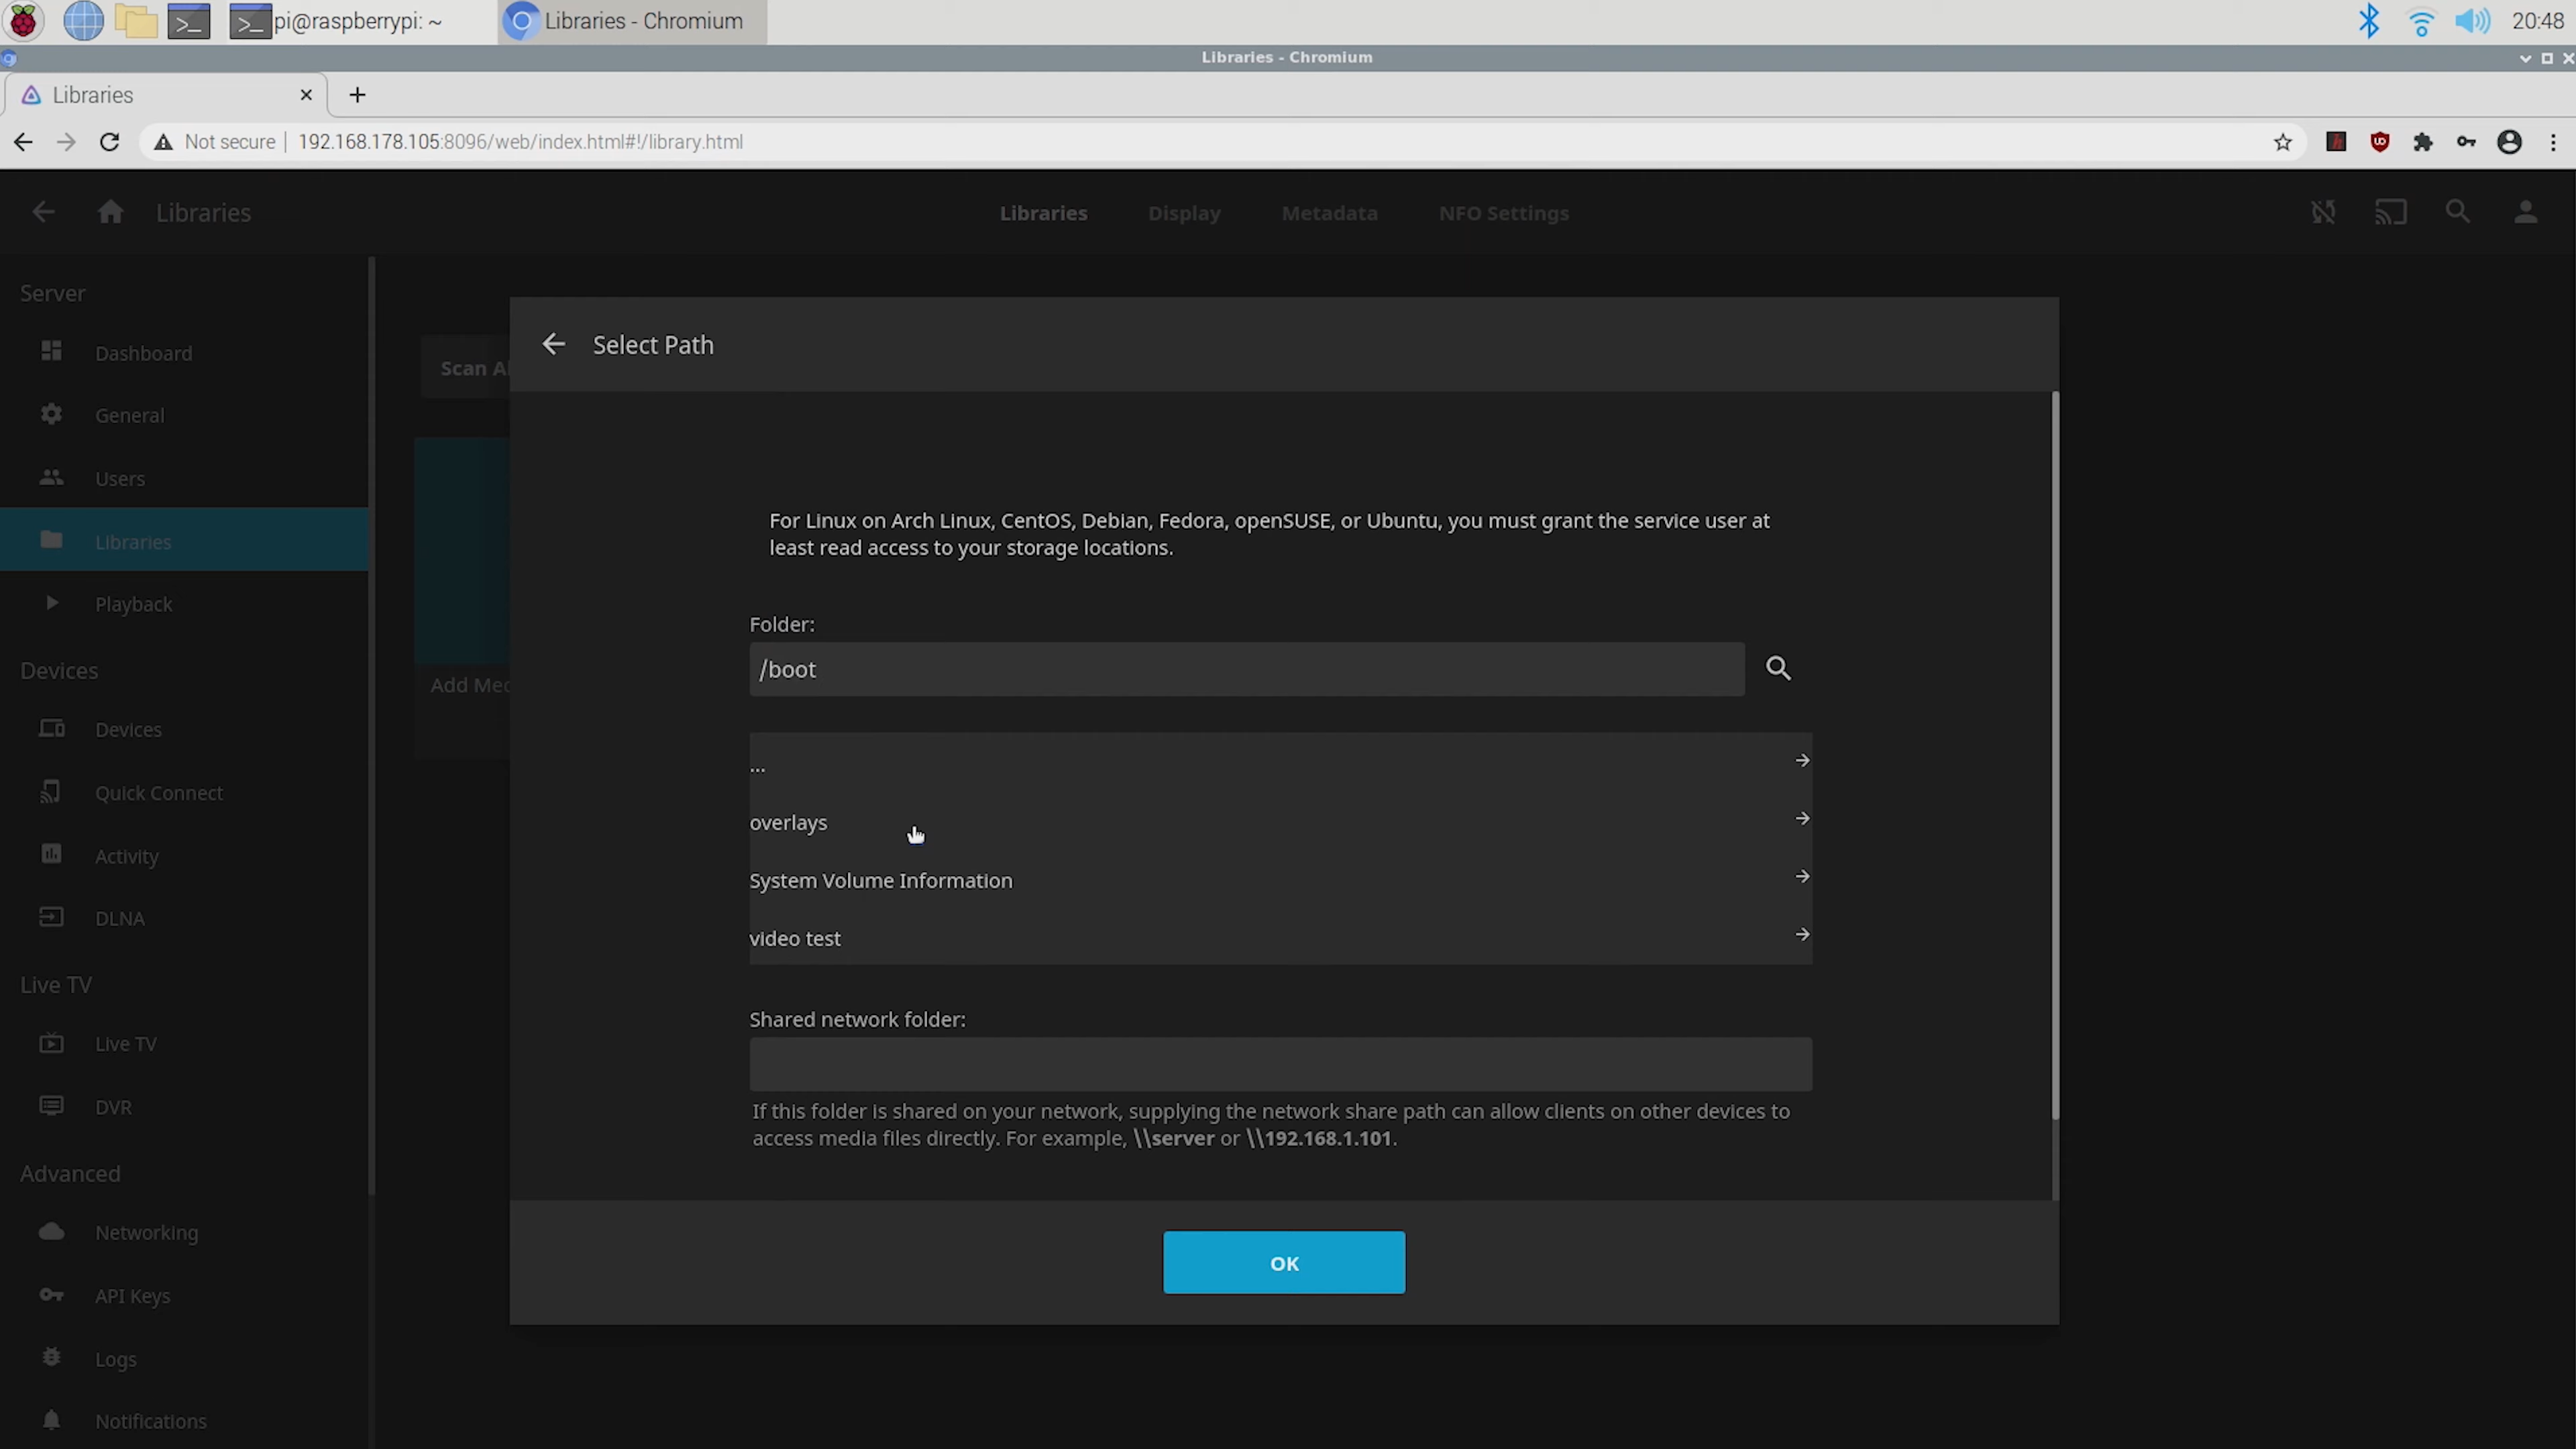 pi@raspberrypi: ~
Libraries - Chromium
20:48
Libraries - Chromium
Libraries
Not secure
192.168.178.105:8096/web/index.html#!/library.html
Libraries
Libraries
Display
Metadata
NFO Settings
Server
Dashboard
General
Users
Libraries
Playback
Devices
Devices
Quick Connect
Activity
DLNA
Live TV
Live TV
DVR
Advanced
Networking
API Keys
Logs
Notifications
Scan Al
Add Med
Select Path
For Linux on Arch Linux, CentOS, Debian, Fedora, openSUSE, or Ubuntu, you must grant the service user at
least read access to your storage locations.
Folder:
/boot
...
overlays
System Volume Information
video test
Shared network folder:
If this folder is shared on your network, supplying the network share path can allow clients on other devices to
access media files directly. For example, \\server or \\192.168.1.101.
OK